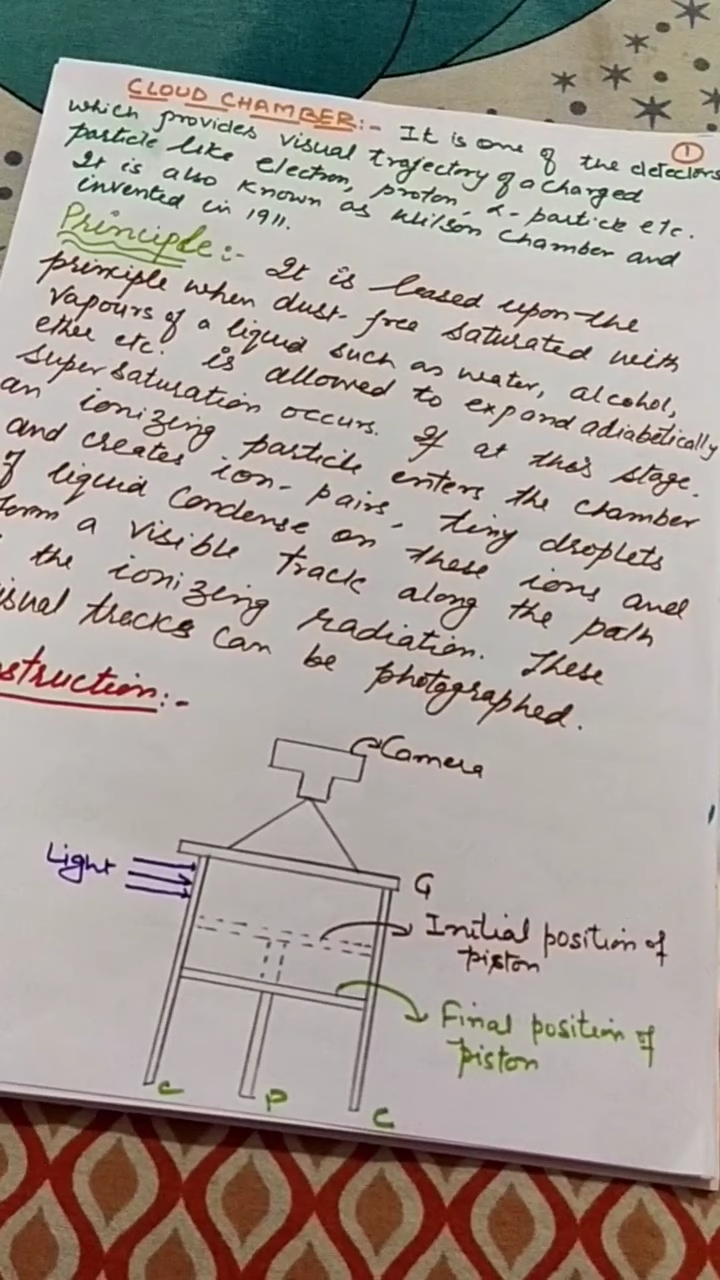 CLOUD CHAMBER:- It is one of the detectors
①
which provides visual trajectory of a charged
particle like electron, proton, α- particle etc.
It is also known as Wilson Chamber and
invented in 1911.
Principle:- It is based upon the
principle when dust-free saturated with
vapours of a liquid such as water, alcohol,
ether etc. is allowed to expand adiabetically
supersaturation occurs. If at this stage.
an ionizing particle enters the chamber
and creates ion-pairs, tiny droplets
f liquid condense on these ions and
form a visible track along the path
the ionizing radiation. These
isual tracks can be photographed.
nstruction:-
Camera
Light
G
Initial position of
piston
Final position of
piston
C
P
C